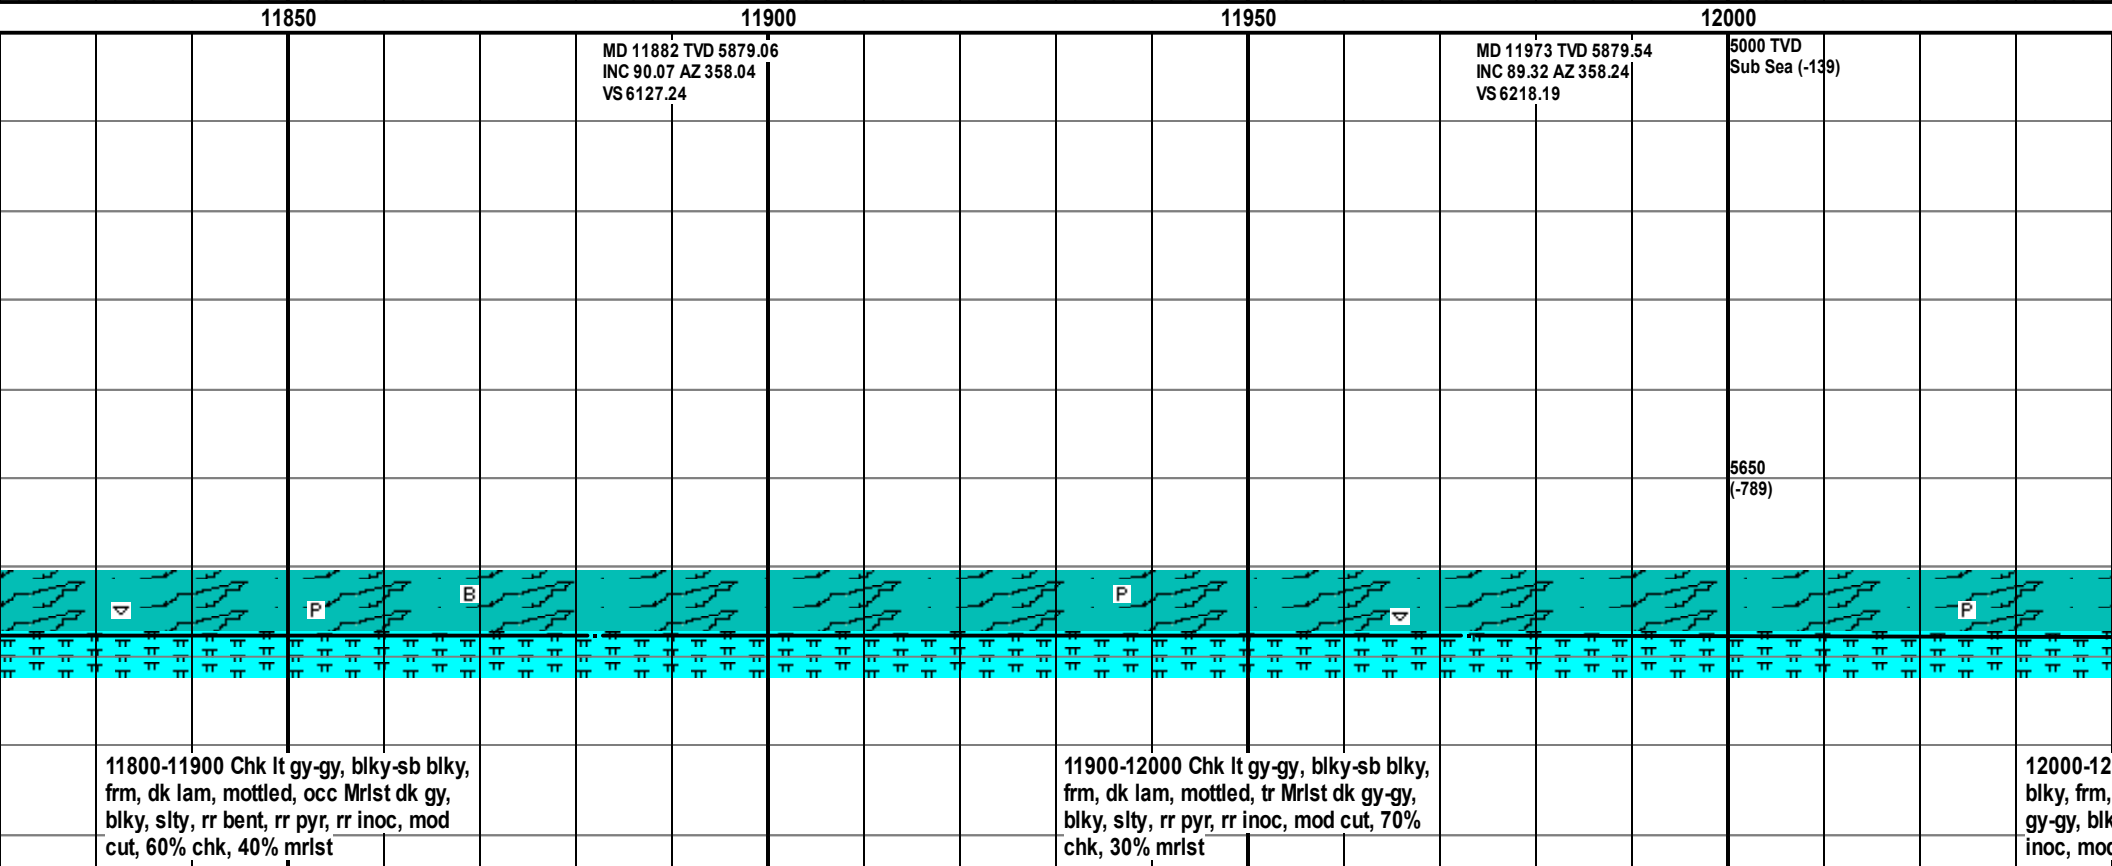 11850 11900 11950 12000
MD 11882 TVD 5879.06
INC 90.07 AZ 358.04
VS 6127.24
MD 11973 TVD 5879.54
INC 89.32 AZ 358.24
VS 6218.19
5000 TVD
Sub Sea (-139)
5650
(-789)
B
P
P
P
11800-11900 Chk lt gy-gy, blky-sb blky,
frm, dk lam, mottled, occ Mrlst dk gy,
blky, slty, rr bent, rr pyr, rr inoc, mod
cut, 60% chk, 40% mrlst
11900-12000 Chk lt gy-gy, blky-sb blky,
frm, dk lam, mottled, tr Mrlst dk gy-gy,
blky, slty, rr pyr, rr inoc, mod cut, 70%
chk, 30% mrlst
12000-12
blky, frm,
gy-gy, blk
inoc, mod